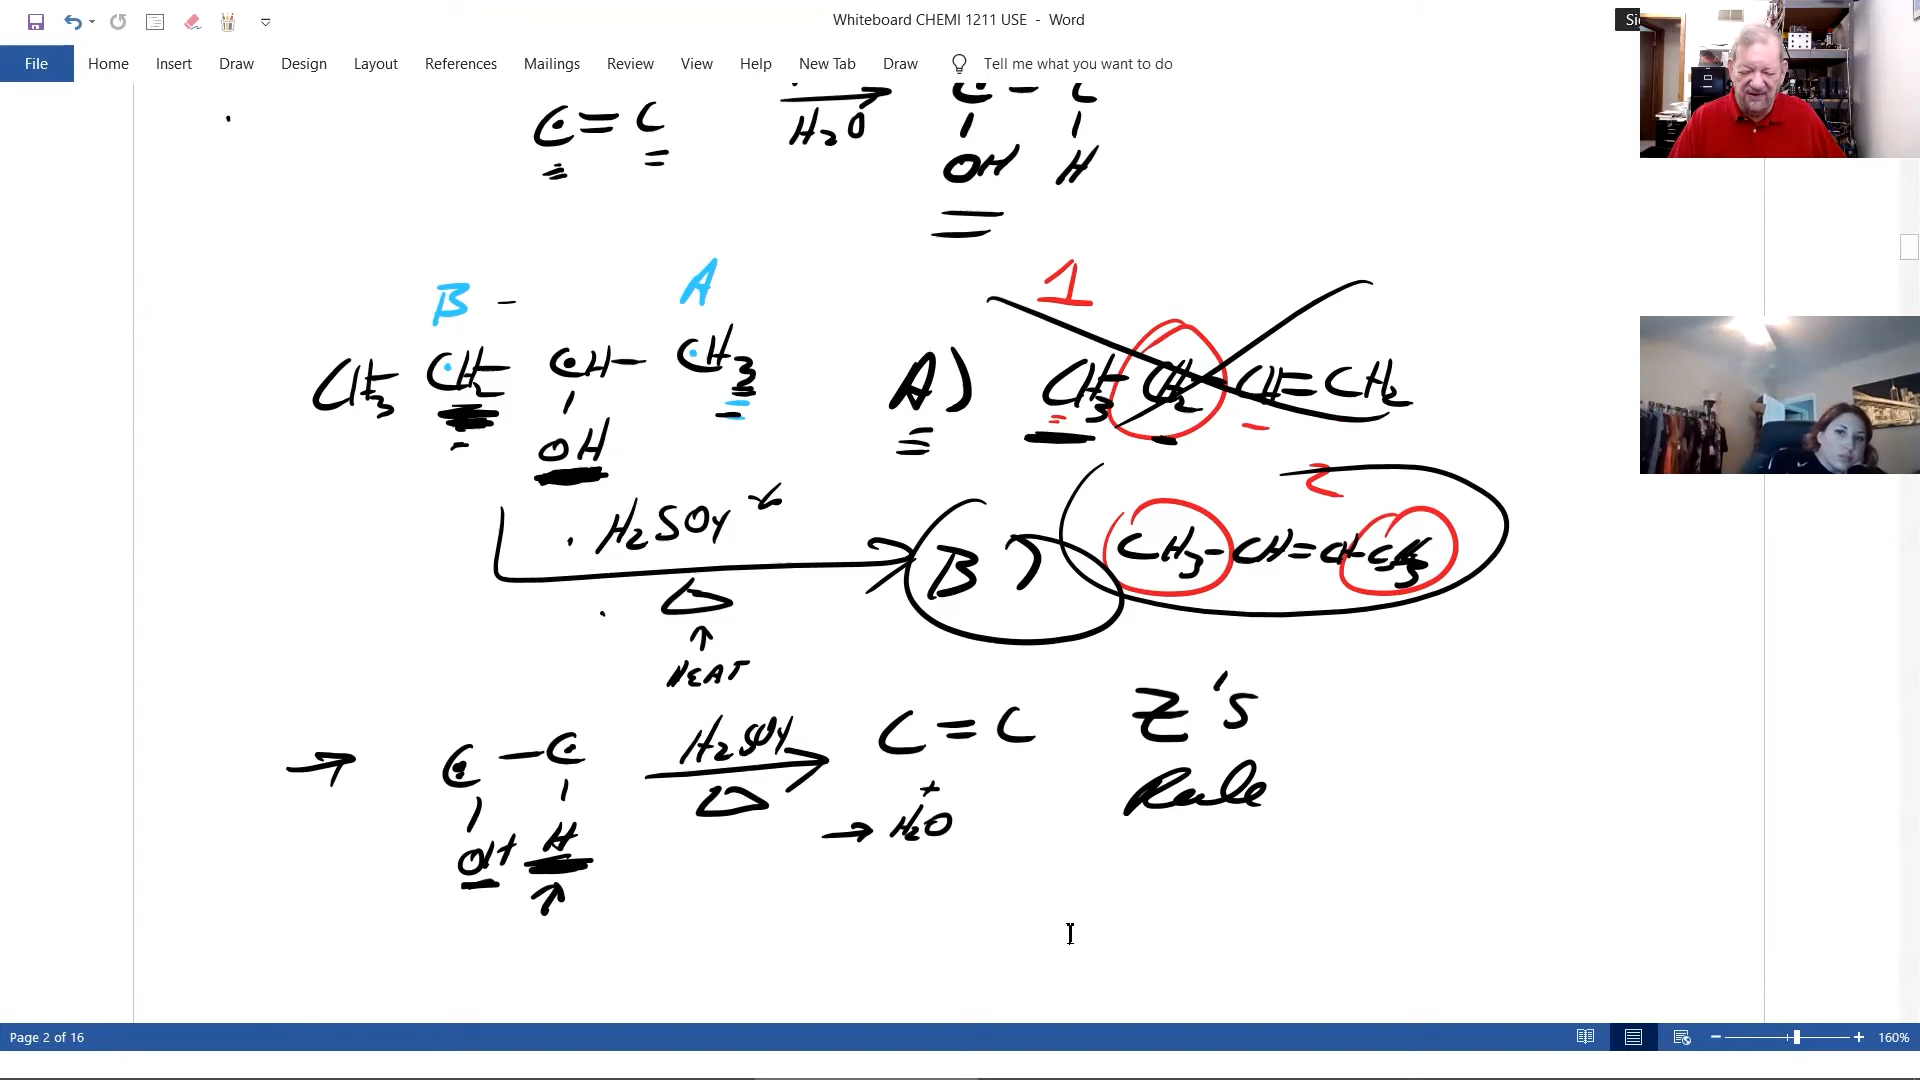 Whiteboard CHEMI 1211 USE - Word
File Home Insert Draw Design Layout References Mailings Review View Help New Tab Draw Tell me what you want to do
C = C H2O C - C
OH H
B - A 1
CH3 CH2- CH- CH3 A) CH3- CH2- CH=CH2
OH
H2SO4 2
B) CH3-CH=CH-CH3
HEAT
C - C H2SO4 C = C Z's
+ Rule
OH H H2O
Page 2 of 16 160%